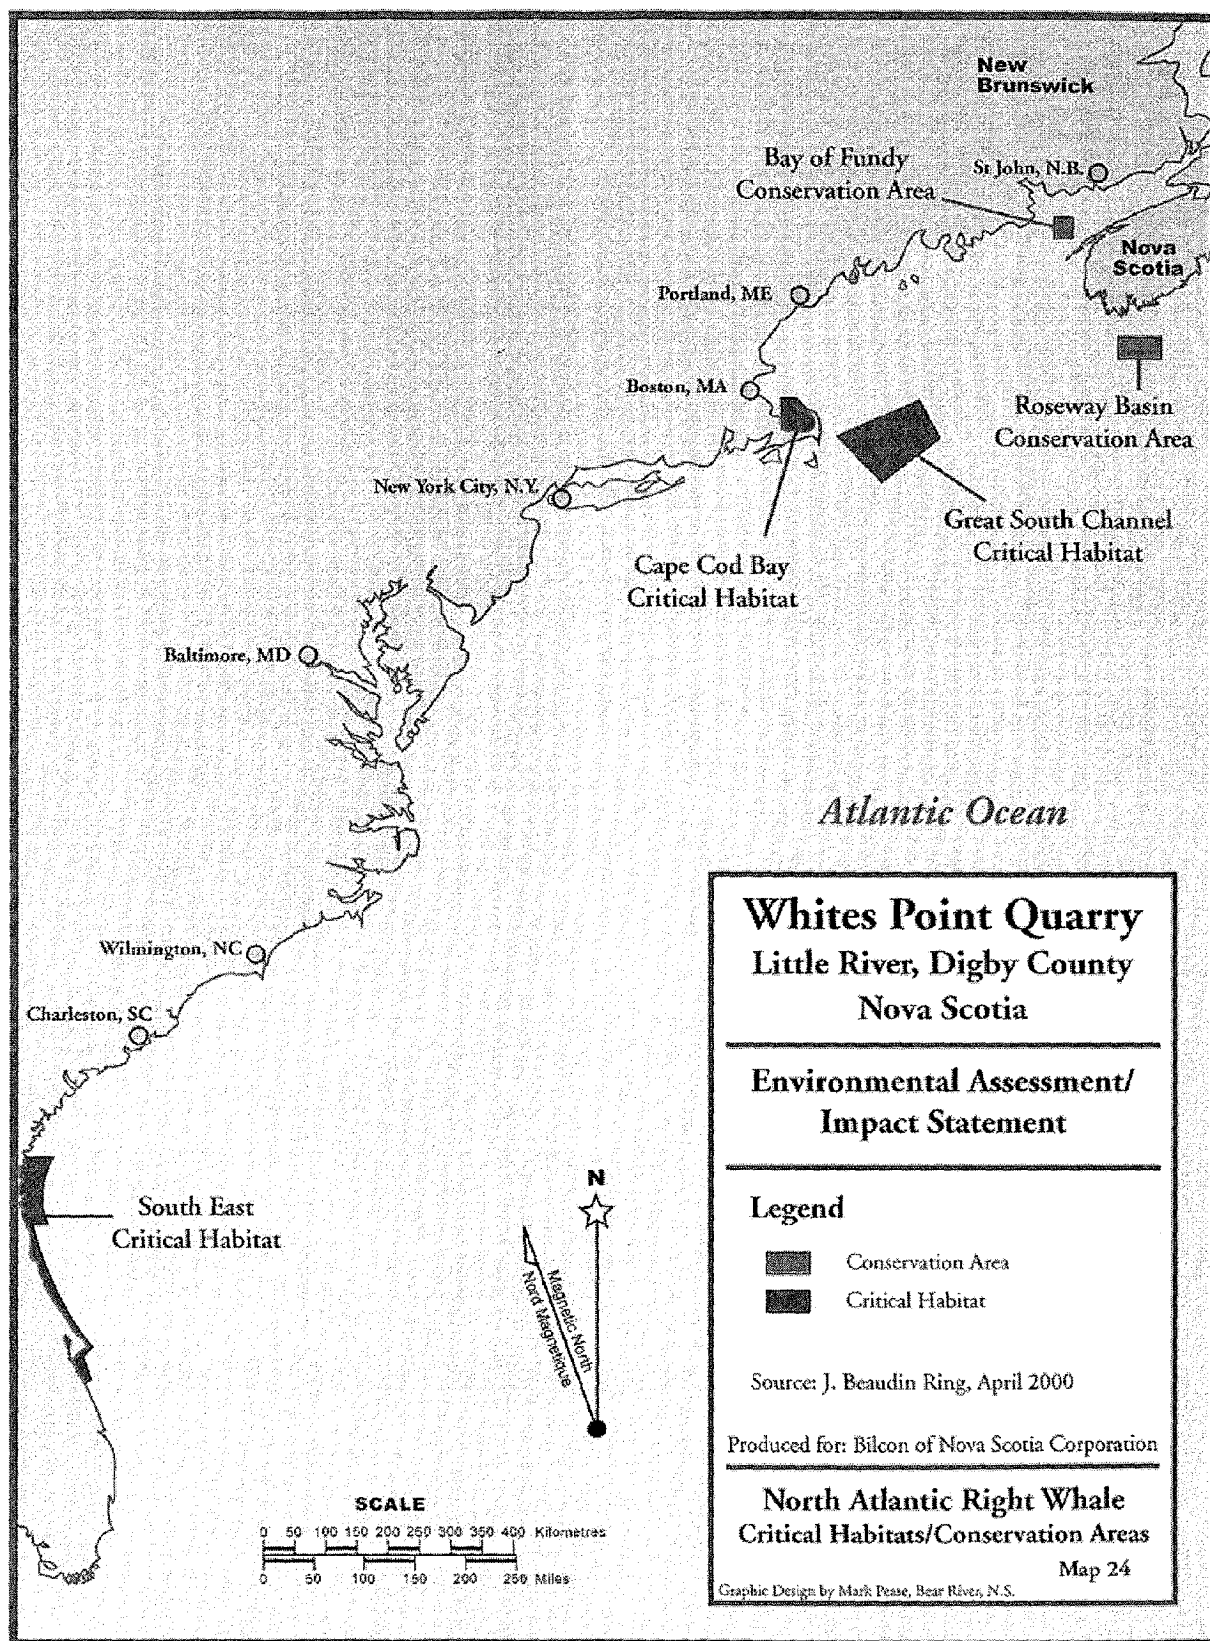 New
Brunswick
Bay of Fundy
Conservation Area
St John, N.B.
Nova
Scotia
Portland, ME
Boston, MA
Roseway Basin
Conservation Area
New York City, N.Y.
Great South Channel
Critical Habitat
Cape Cod Bay
Critical Habitat
Baltimore, MD
Atlantic Ocean
Wilmington, NC
Charleston, SC
South East
Critical Habitat
N
Magnetic North
Nord Magnetique
SCALE
0 50 100 150 200 250 300 350 400 Kilometres
0 50 100 150 200 250 Miles
Whites Point Quarry
Little River, Digby County
Nova Scotia
Environmental Assessment/
Impact Statement
Legend
Conservation Area
Critical Habitat
Source: J. Beaudin Ring, April 2000
Produced for: Bilcon of Nova Scotia Corporation
North Atlantic Right Whale
Critical Habitats/Conservation Areas
Map 24
Graphic Design by Mark Pease, Bear River, N.S.